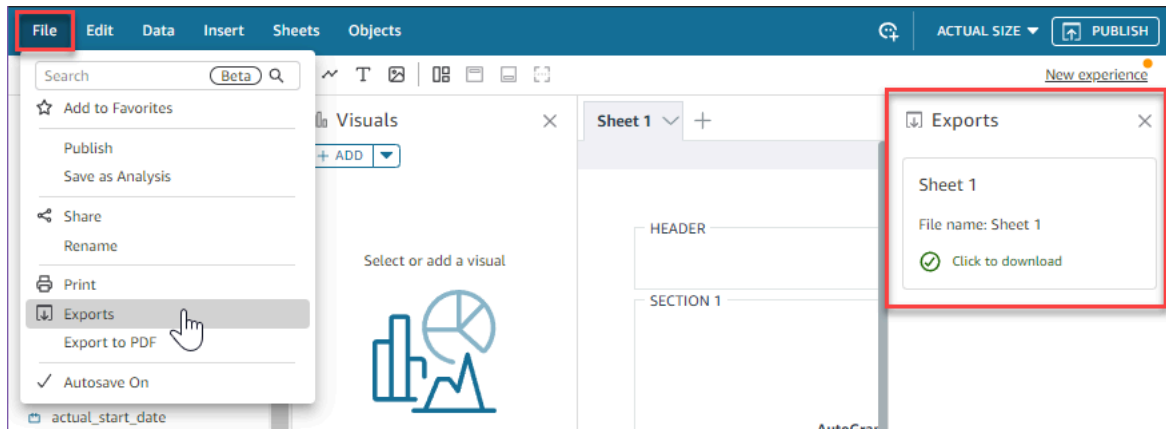 File Edit Data Insert Sheets Objects ACTUAL SIZE PUBLISH
Search Beta
New experience
Add to Favorites
Publish
Save as Analysis
Share
Rename
Print
Exports
Export to PDF
Autosave On
actual_start_date
Visuals
+ ADD
Select or add a visual
Sheet 1
HEADER
SECTION 1
Exports
Sheet 1
File name: Sheet 1
Click to download